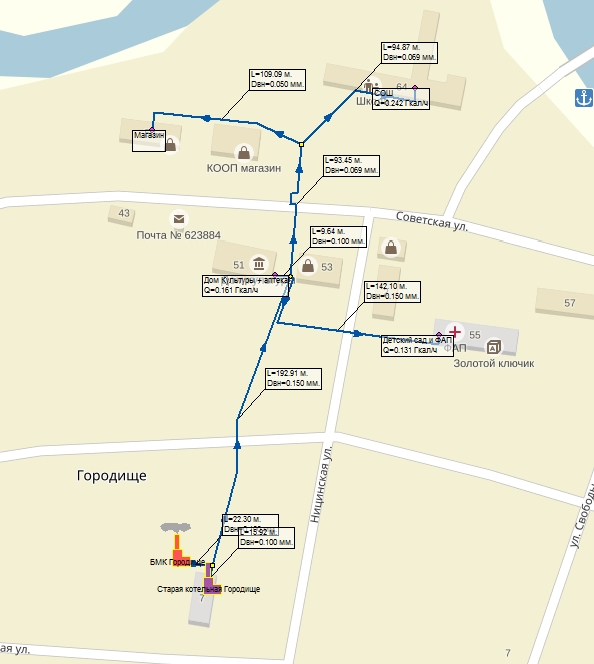 L=94.87 м.
Dвн=0.069 мм.
L=109.09 м.
Dвн=0.050 мм.
64
СОШ
Q=0.242 Гкал/ч
Магазин
КООП магазин
L=93.45 м.
Dвн=0.069 мм.
43
Почта № 623884
Советская ул.
L=9.64 м.
Dвн=0.100 мм.
51
53
Дом Культуры + аптека
Q=0.161 Гкал/ч
L=142.10 м.
Dвн=0.150 мм.
57
55
Детский сад и ФАП
Q=0.131 Гкал/ч
ФАП
Золотой ключик
L=192.91 м.
Dвн=0.150 мм.
Городище
Ницинская ул.
ул. Свободы
L=22.30 м.
L=15.92 м.
Dвн=0.100 мм.
БМК Городище
Старая котельная Городище
7
7
ая ул.